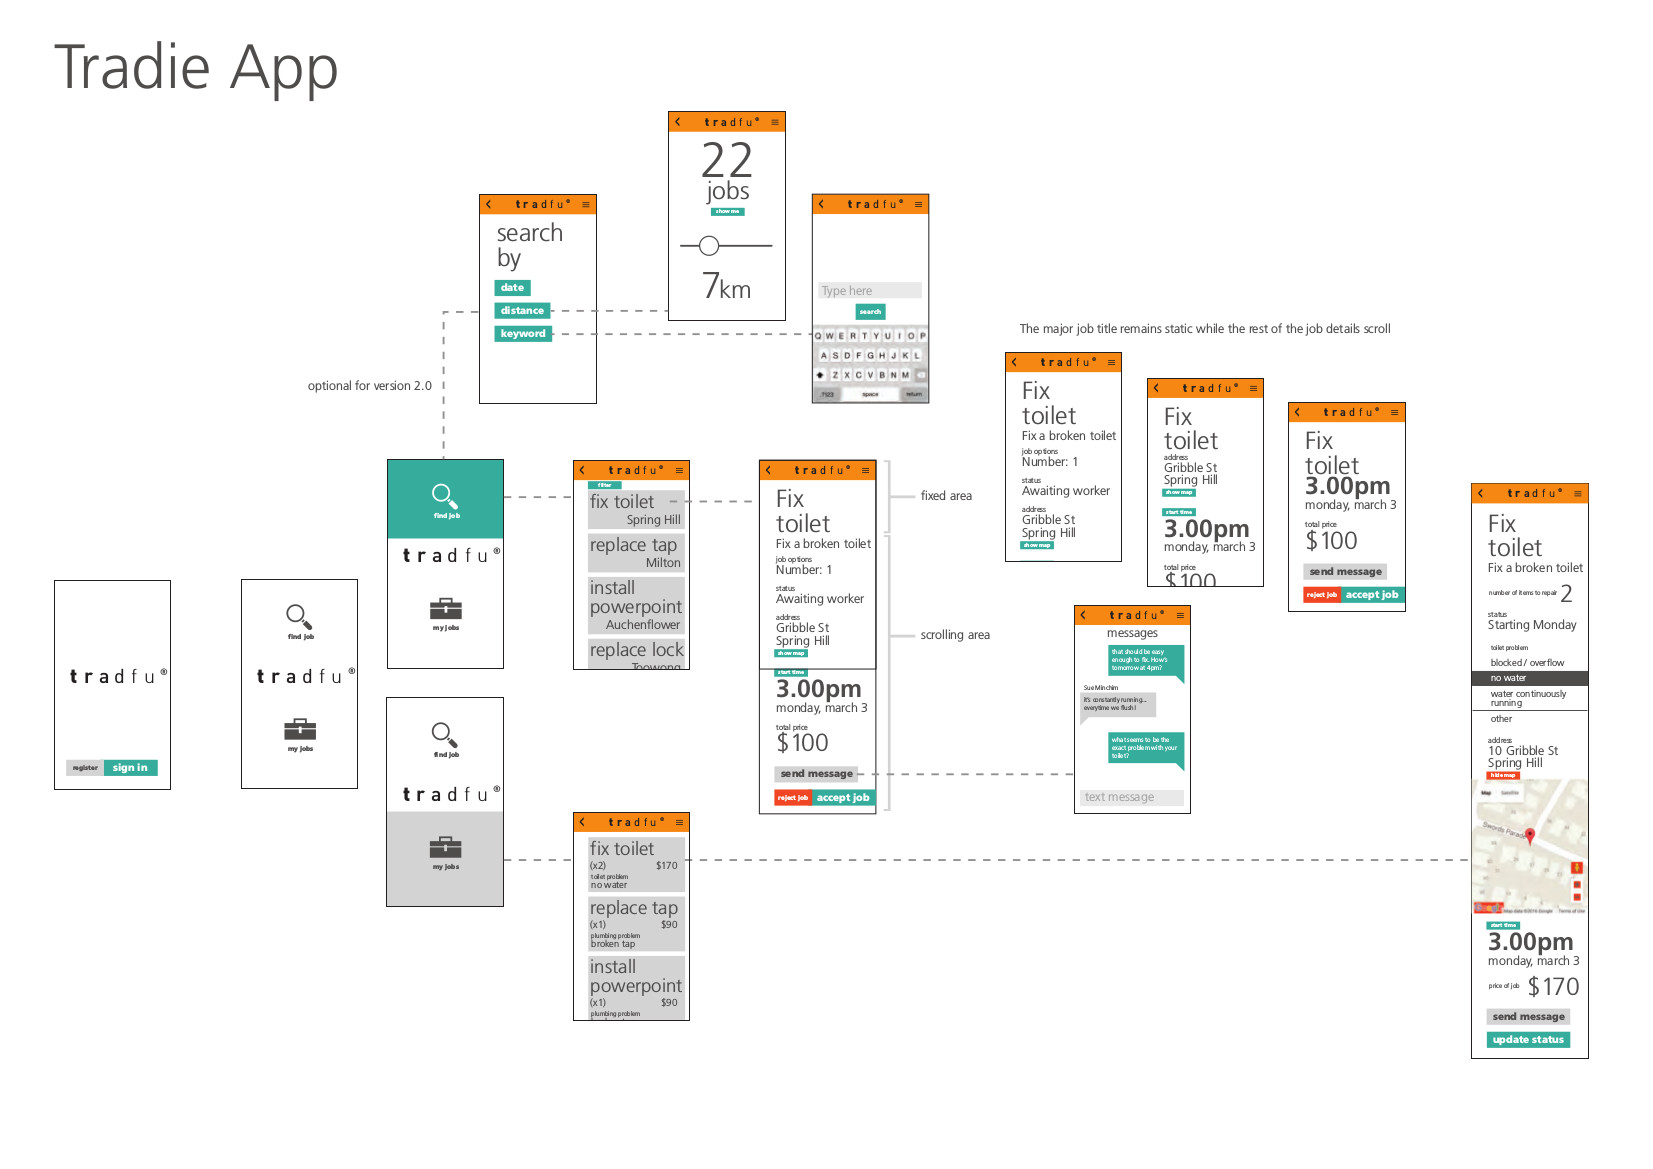 Tradie App
tradfu®
22
jobs
show me
7km
tradfu®
search
by
date
distance
keyword
tradfu®
Type here
search
Q W E R T Y U I O P
A S D F G H J K L
Z X C V B N M
.?123 space return
optional for version 2.0
The major job title remains static while the rest of the job details scroll
tradfu®
Fix
toilet
Fix a broken toilet
job options
Number: 1
status
Awaiting worker
address
Gribble St
Spring Hill
show map
tradfu®
Fix
toilet
address
Gribble St
Spring Hill
show map
start time
3.00pm
monday, march 3
total price
$100
tradfu®
Fix
toilet
3.00pm
monday, march 3
total price
$100
send message
reject job accept job
find job
tradfu®
my jobs
tradfu®
filter
fix toilet
Spring Hill
replace tap
Milton
install
powerpoint
Auchenflower
replace lock
Toowong
tradfu®
Fix
toilet
Fix a broken toilet
job options
Number: 1
status
Awaiting worker
address
Gribble St
Spring Hill
show map
start time
3.00pm
monday, march 3
total price
$100
send message
reject job accept job
fixed area
scrolling area
tradfu®
messages
that should be easy
enough to fix. How's
tomorrow at 4pm?
Sue Minchim
It's constantly running...
everytime we flush!
what seems to be the
exact problem with your
toilet?
text message
tradfu®
register sign in
find job
tradfu®
my jobs
find job
tradfu®
my jobs
tradfu®
fix toilet
(x2) $170
toilet problem
no water
replace tap
(x1) $90
plumbing problem
broken tap
install
powerpoint
(x1) $90
plumbing problem
tradfu®
Fix
toilet
Fix a broken toilet
number of items to repair 2
status
Starting Monday
toilet problem
blocked / overflow
no water
water continuously
running
other
address
10 Gribble St
Spring Hill
hide map
Map Satellite
Swords Parade
Google Map data ©2014 Google Terms of Use
start time
3.00pm
monday, march 3
price of job $170
send message
update status